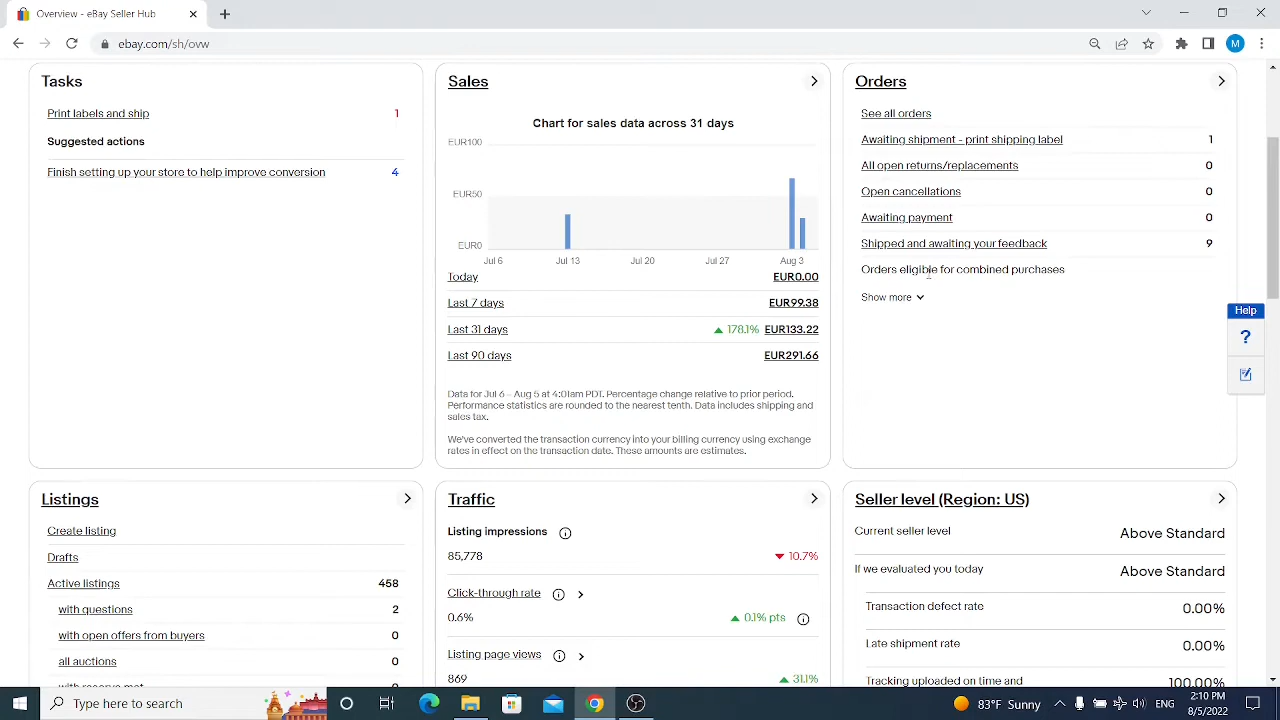 Overview - eBay Seller Hub
ebay.com/sh/ovw
M
Tasks
Print labels and ship 1
Suggested actions
Finish setting up your store to help improve conversion 4
Sales
Chart for sales data across 31 days
EUR100
EUR50
EUR0
Jul 6 Jul 13 Jul 20 Jul 27 Aug 3
Today EUR0.00
Last 7 days EUR99.38
Last 31 days 178.1% EUR133.22
Last 90 days EUR291.66
Data for Jul 6 - Aug 5 at 4:01am PDT. Percentage change relative to prior period.
Performance statistics are rounded to the nearest tenth. Data includes shipping and
sales tax.
We've converted the transaction currency into your billing currency using exchange
rates in effect on the transaction date. These amounts are estimates.
Orders
See all orders
Awaiting shipment - print shipping label 1
All open returns/replacements 0
Open cancellations 0
Awaiting payment 0
Shipped and awaiting your feedback 9
Orders eligible for combined purchases
Show more
Help
?
Listings
Create listing
Drafts
Active listings 458
with questions 2
with open offers from buyers 0
all auctions 0
with reserve met 0
Traffic
Listing impressions
85,778 10.7%
Click-through rate
0.6% 0.1% pts
Listing page views
869 31.1%
Seller level (Region: US)
Current seller level Above Standard
If we evaluated you today Above Standard
Transaction defect rate 0.00%
Late shipment rate 0.00%
Tracking uploaded on time and 100.00%
Type here to search
83°F Sunny
ENG
2:10 PM
8/5/2022